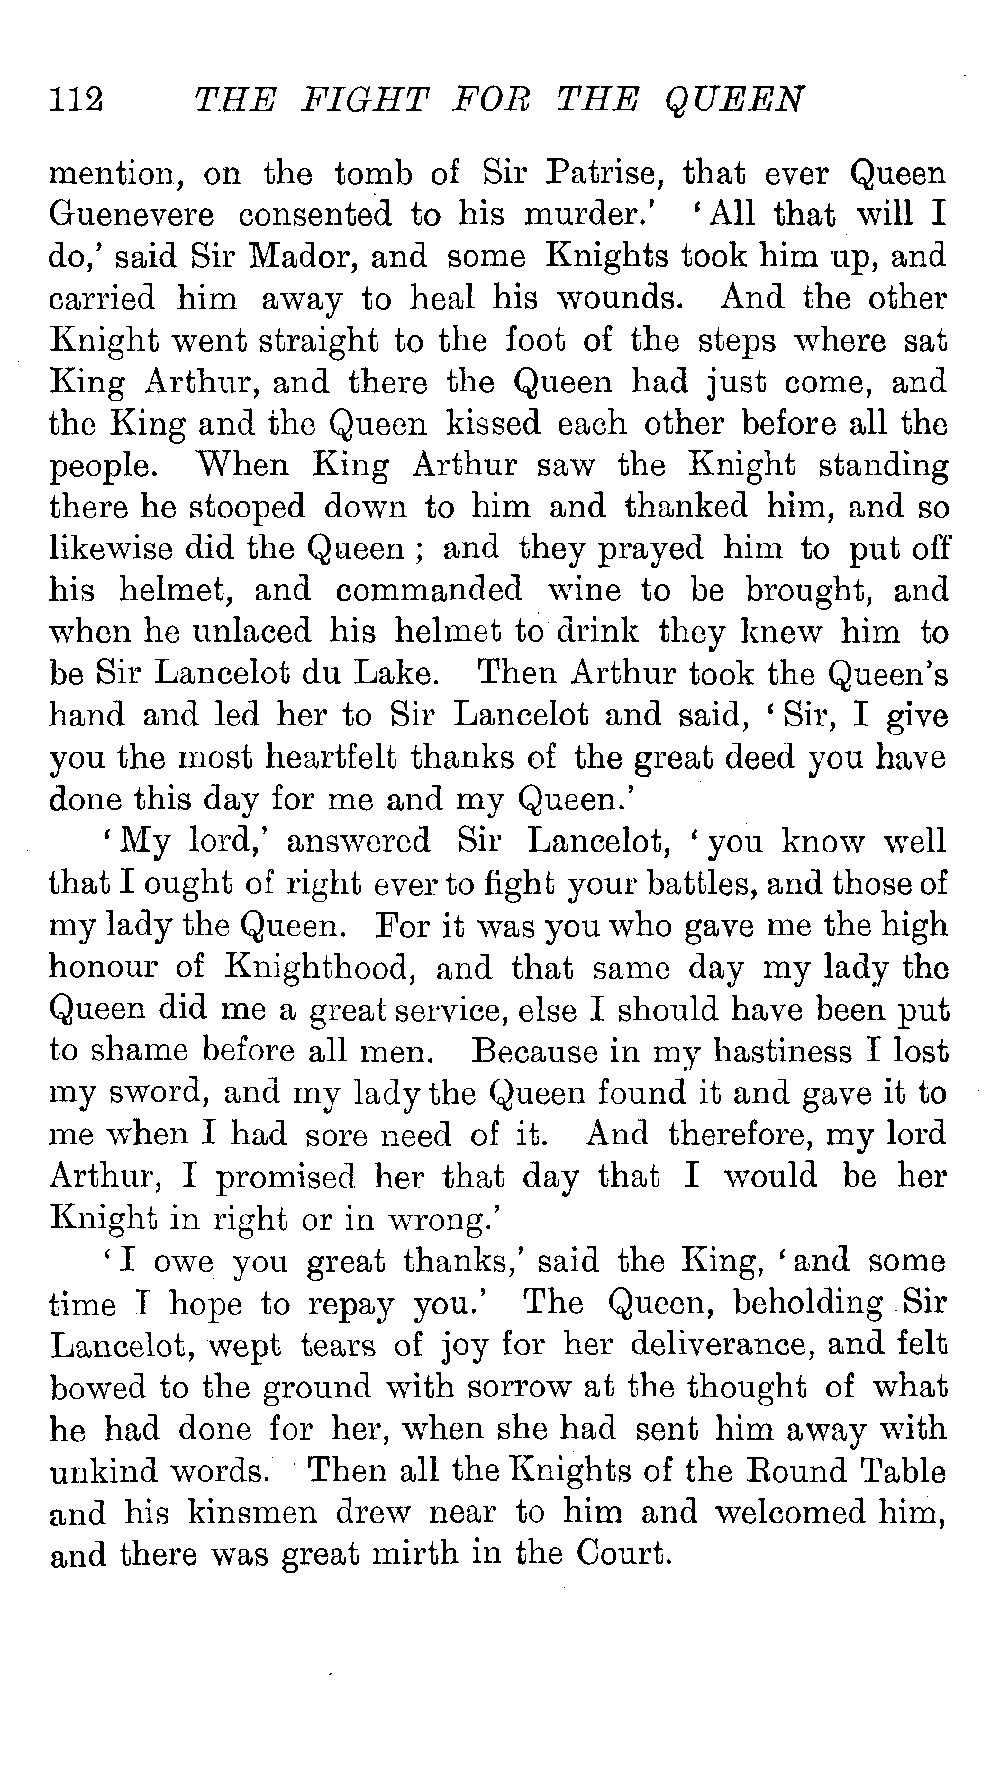 112 THE FIGHT FOR THE QUEEN
mention, on the tomb of Sir Patrise, that ever Queen
Guenevere consented to his murder.' 'All that will I
do,' said Sir Mador, and some Knights took him up, and
carried him away to heal his wounds. And the other
Knight went straight to the foot of the steps where sat
King Arthur, and there the Queen had just come, and
the King and the Queen kissed each other before all the
people. When King Arthur saw the Knight standing
there he stooped down to him and thanked him, and so
likewise did the Queen ; and they prayed him to put off
his helmet, and commanded wine to be brought, and
when he unlaced his helmet to drink they knew him to
be Sir Lancelot du Lake. Then Arthur took the Queen's
hand and led her to Sir Lancelot and said, 'Sir, I give
you the most heartfelt thanks of the great deed you have
done this day for me and my Queen.'
'My lord,' answered Sir Lancelot, 'you know well
that I ought of right ever to fight your battles, and those of
my lady the Queen. For it was you who gave me the high
honour of Knighthood, and that same day my lady the
Queen did me a great service, else I should have been put
to shame before all men. Because in my hastiness I lost
my sword, and my lady the Queen found it and gave it to
me when I had sore need of it. And therefore, my lord
Arthur, I promised her that day that I would be her
Knight in right or in wrong.'
'I owe you great thanks,' said the King, 'and some
time I hope to repay you.' The Queen, beholding Sir
Lancelot, wept tears of joy for her deliverance, and felt
bowed to the ground with sorrow at the thought of what
he had done for her, when she had sent him away with
unkind words. Then all the Knights of the Round Table
and his kinsmen drew near to him and welcomed him,
and there was great mirth in the Court.